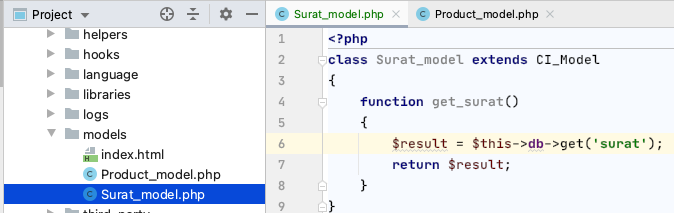 Project
helpers
hooks
language
libraries
logs
models
index.html
Product_model.php
Surat_model.php
Surat_model.php
Product_model.php
1 <?php
2 class Surat_model extends CI_Model
3 {
4 function get_surat()
5 {
6 $result = $this->db->get('surat');
7 return $result;
8 }
9 }